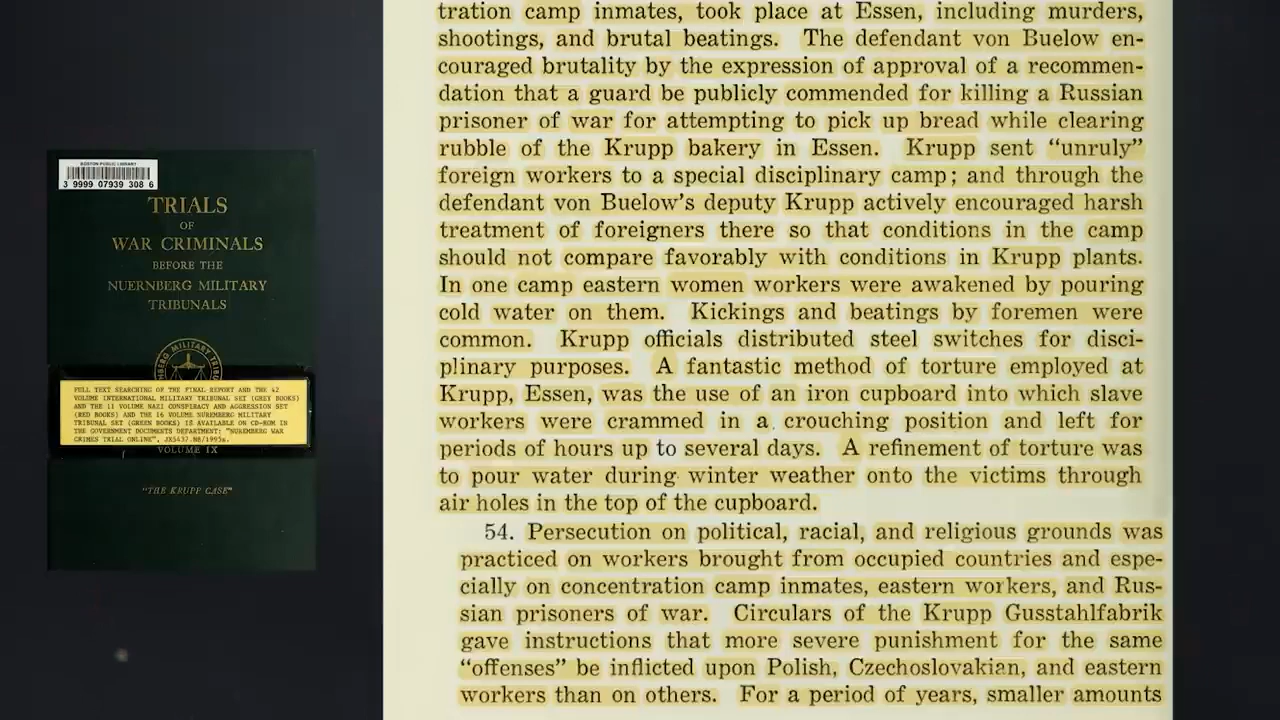 BOSTON PUBLIC LIBRARY
3 9999 07939 308 6
TRIALS
OF
WAR CRIMINALS
BEFORE THE
NUERNBERG MILITARY
TRIBUNALS
FULL TEXT SEARCHING OF THE FINAL REPORT AND THE 42
VOLUME INTERNATIONAL MILITARY TRIBUNAL SET (GREY BOOKS)
AND THE 11 VOLUME NAZI CONSPIRACY AND AGGRESSION SET
(RED BOOKS) AND THE 16 VOLUME NUREMBERG MILITARY
TRIBUNAL SET (GREEN BOOKS) IS AVAILABLE ON CD-ROM IN
THE GOVERNMENT DOCUMENTS DEPARTMENT: "NUREMBERG WAR
CRIMES TRIAL ONLINE",
VOLUME IX
"THE KRUPP CASE"
tration camp inmates, took place at Essen, including murders,
shootings, and brutal beatings. The defendant von Buelow en-
couraged brutality by the expression of approval of a recommen-
dation that a guard be publicly commended for killing a Russian
prisoner of war for attempting to pick up bread while clearing
rubble of the Krupp bakery in Essen. Krupp sent “unruly”
foreign workers to a special disciplinary camp; and through the
defendant von Buelow’s deputy Krupp actively encouraged harsh
treatment of foreigners there so that conditions in the camp
should not compare favorably with conditions in Krupp plants.
In one camp eastern women workers were awakened by pouring
cold water on them. Kickings and beatings by foremen were
common. Krupp officials distributed steel switches for disci-
plinary purposes. A fantastic method of torture employed at
Krupp, Essen, was the use of an iron cupboard into which slave
workers were crammed in a crouching position and left for
periods of hours up to several days. A refinement of torture was
to pour water during winter weather onto the victims through
air holes in the top of the cupboard.
54. Persecution on political, racial, and religious grounds was
practiced on workers brought from occupied countries and espe-
cially on concentration camp inmates, eastern workers, and Rus-
sian prisoners of war. Circulars of the Krupp Gusstahlfabrik
gave instructions that more severe punishment for the same
“offenses” be inflicted upon Polish, Czechoslovakian, and eastern
workers than on others. For a period of years, smaller amounts